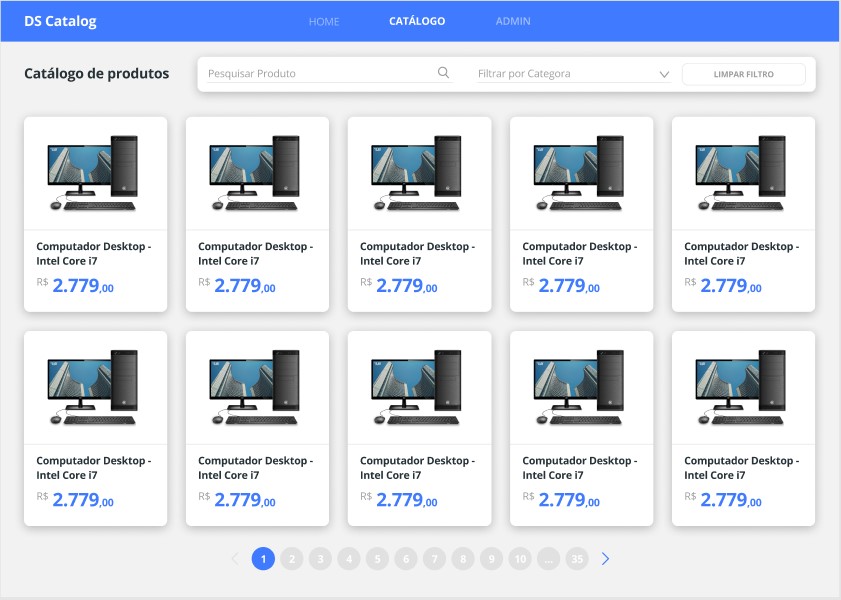 DS Catalog HOME CATÁLOGO ADMIN
Catálogo de produtos Pesquisar Produto Filtrar por Categora LIMPAR FILTRO
Computador Desktop - Computador Desktop - Computador Desktop - Computador Desktop - Computador Desktop -
Intel Core i7 Intel Core i7 Intel Core i7 Intel Core i7 Intel Core i7
R$ 2.779,00 R$ 2.779,00 R$ 2.779,00 R$ 2.779,00 R$ 2.779,00
Computador Desktop - Computador Desktop - Computador Desktop - Computador Desktop - Computador Desktop -
Intel Core i7 Intel Core i7 Intel Core i7 Intel Core i7 Intel Core i7
R$ 2.779,00 R$ 2.779,00 R$ 2.779,00 R$ 2.779,00 R$ 2.779,00
1 2 3 4 5 6 7 8 9 10 ... 35